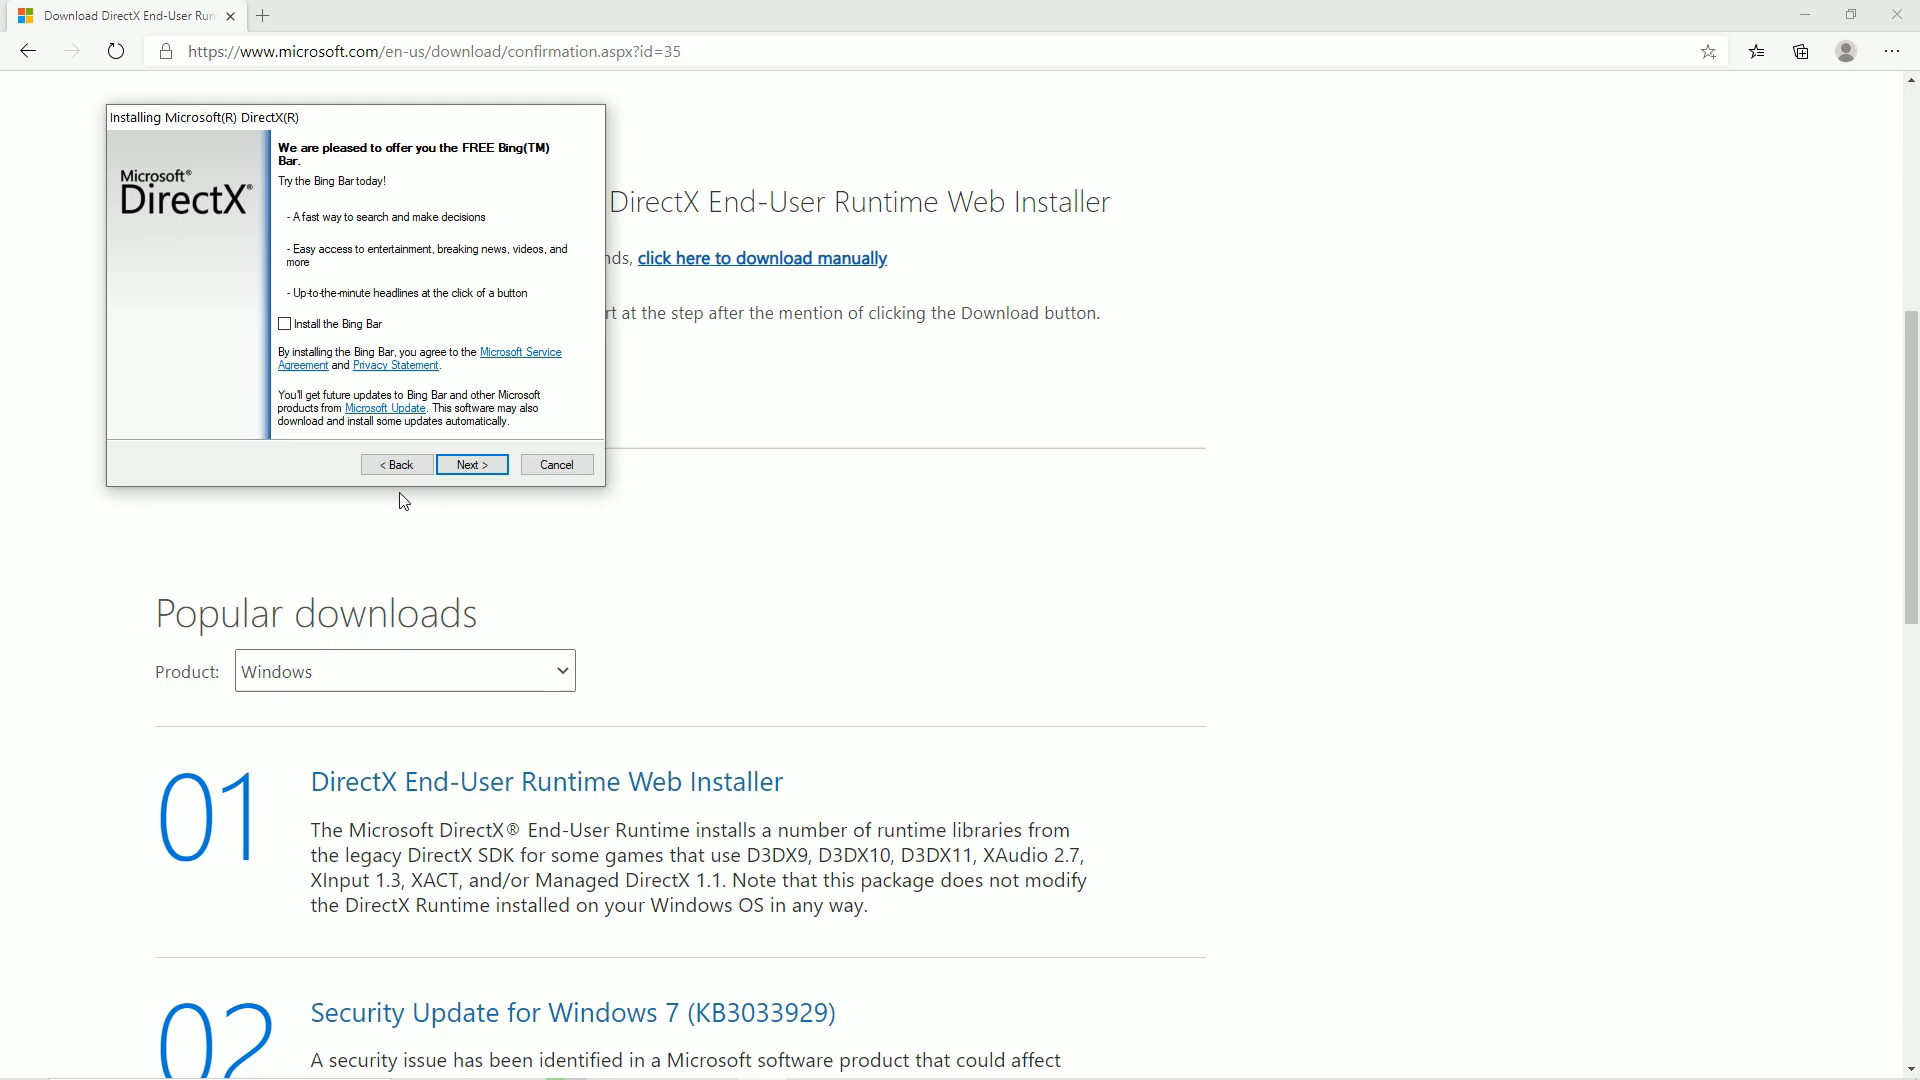 Download DirectX End-User Run
https://www.microsoft.com/en-us/download/confirmation.aspx?id=35
Installing Microsoft(R) DirectX(R)
Microsoft®
DirectX®
We are pleased to offer you the FREE Bing(TM)
Bar.
Try the Bing Bar today!
- A fast way to search and make decisions
- Easy access to entertainment, breaking news, videos, and
more
- Up-to-the-minute headlines at the click of a button
Install the Bing Bar
By installing the Bing Bar, you agree to the Microsoft Service
Agreement and Privacy Statement.
You'll get future updates to Bing Bar and other Microsoft
products from Microsoft Update. This software may also
download and install some updates automatically.
< Back
Next >
Cancel
DirectX End-User Runtime Web Installer
nds, click here to download manually
rt at the step after the mention of clicking the Download button.
Popular downloads
Product: Windows
01
DirectX End-User Runtime Web Installer
The Microsoft DirectX® End-User Runtime installs a number of runtime libraries from
the legacy DirectX SDK for some games that use D3DX9, D3DX10, D3DX11, XAudio 2.7,
XInput 1.3, XACT, and/or Managed DirectX 1.1. Note that this package does not modify
the DirectX Runtime installed on your Windows OS in any way.
02
Security Update for Windows 7 (KB3033929)
A security issue has been identified in a Microsoft software product that could affect